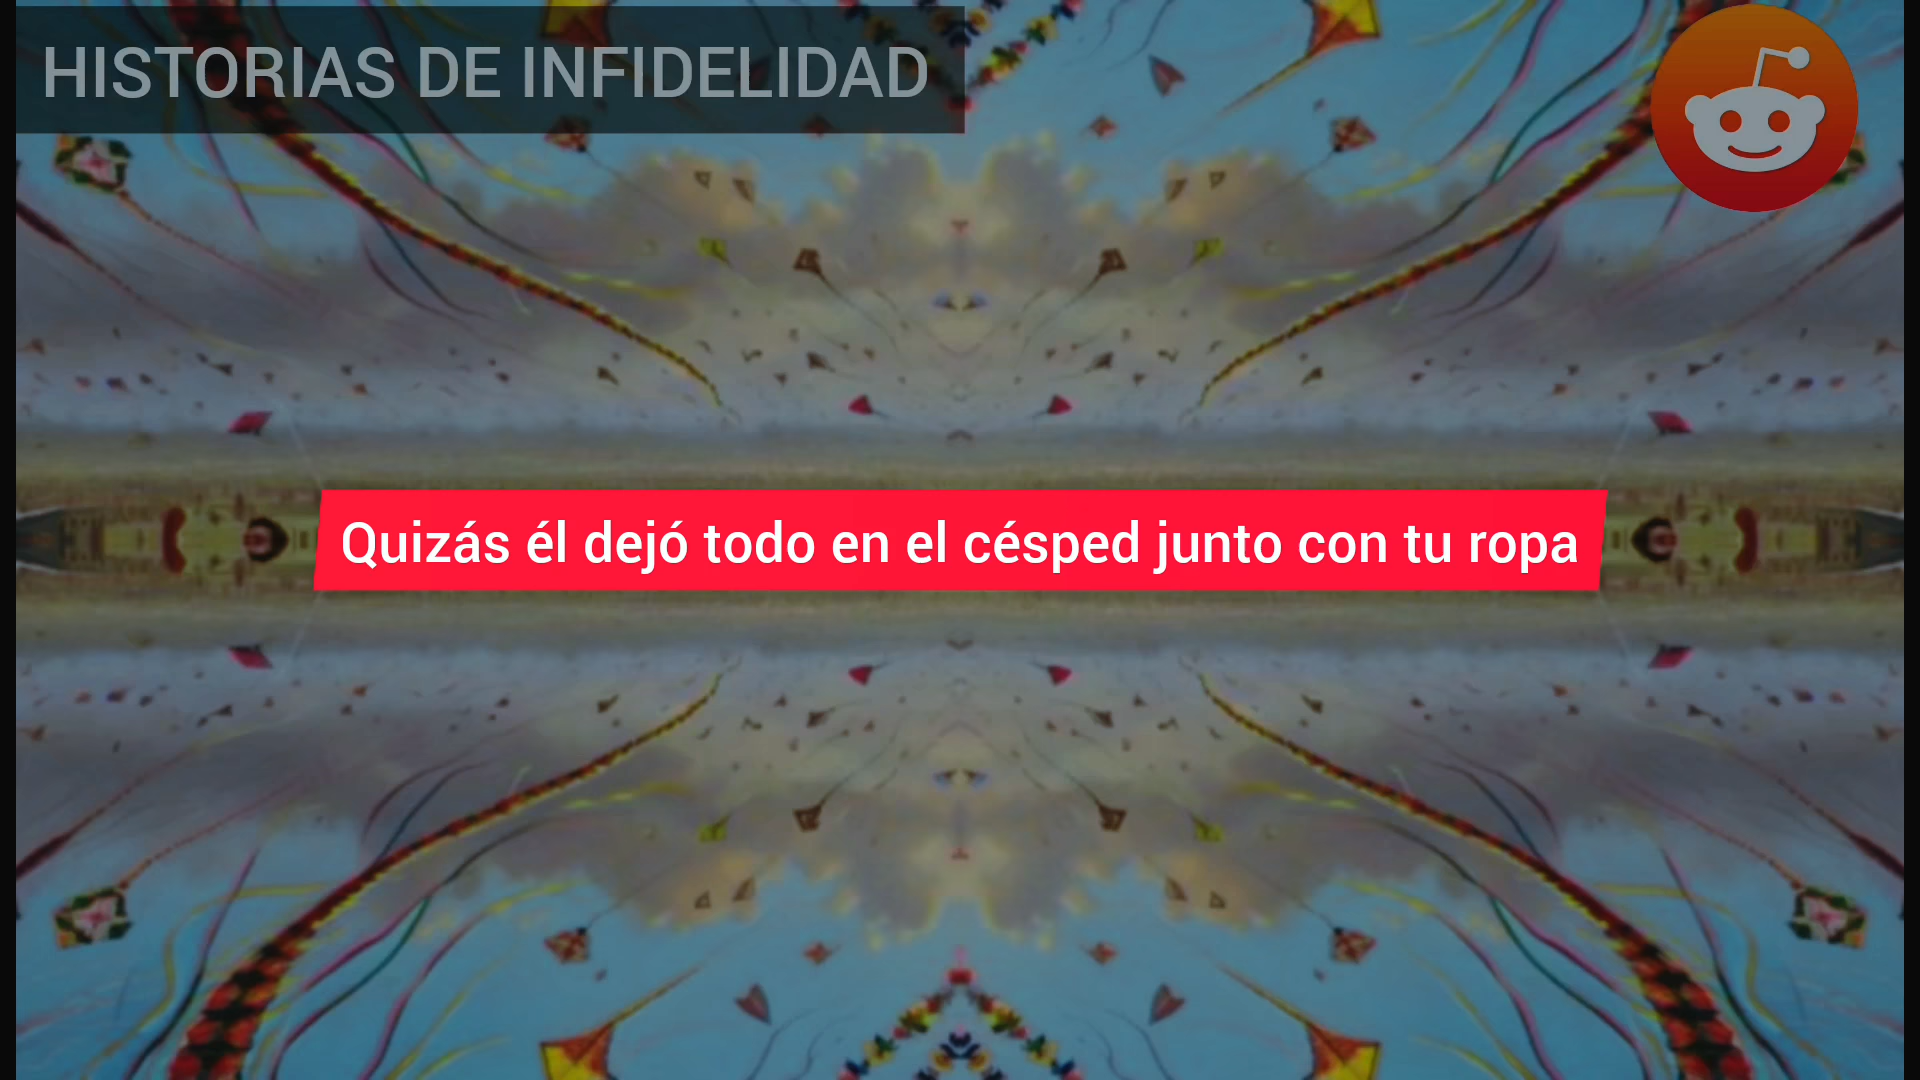 HISTORIAS DE INFIDELIDAD
Quizás él dejó todo en el césped junto con tu ropa